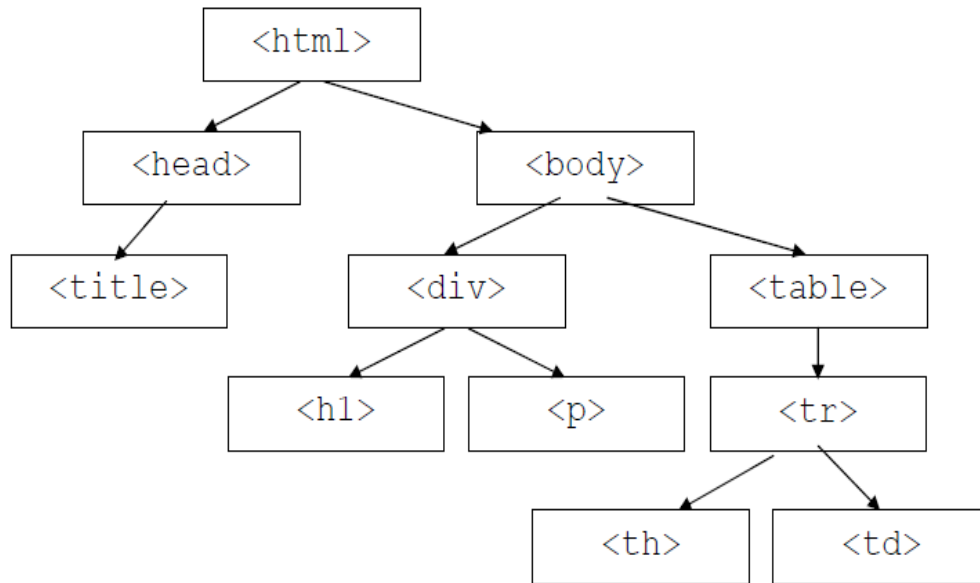 <html>
<head>
<body>
<title>
<div>
<table>
<h1>
<p>
<tr>
<th>
<td>